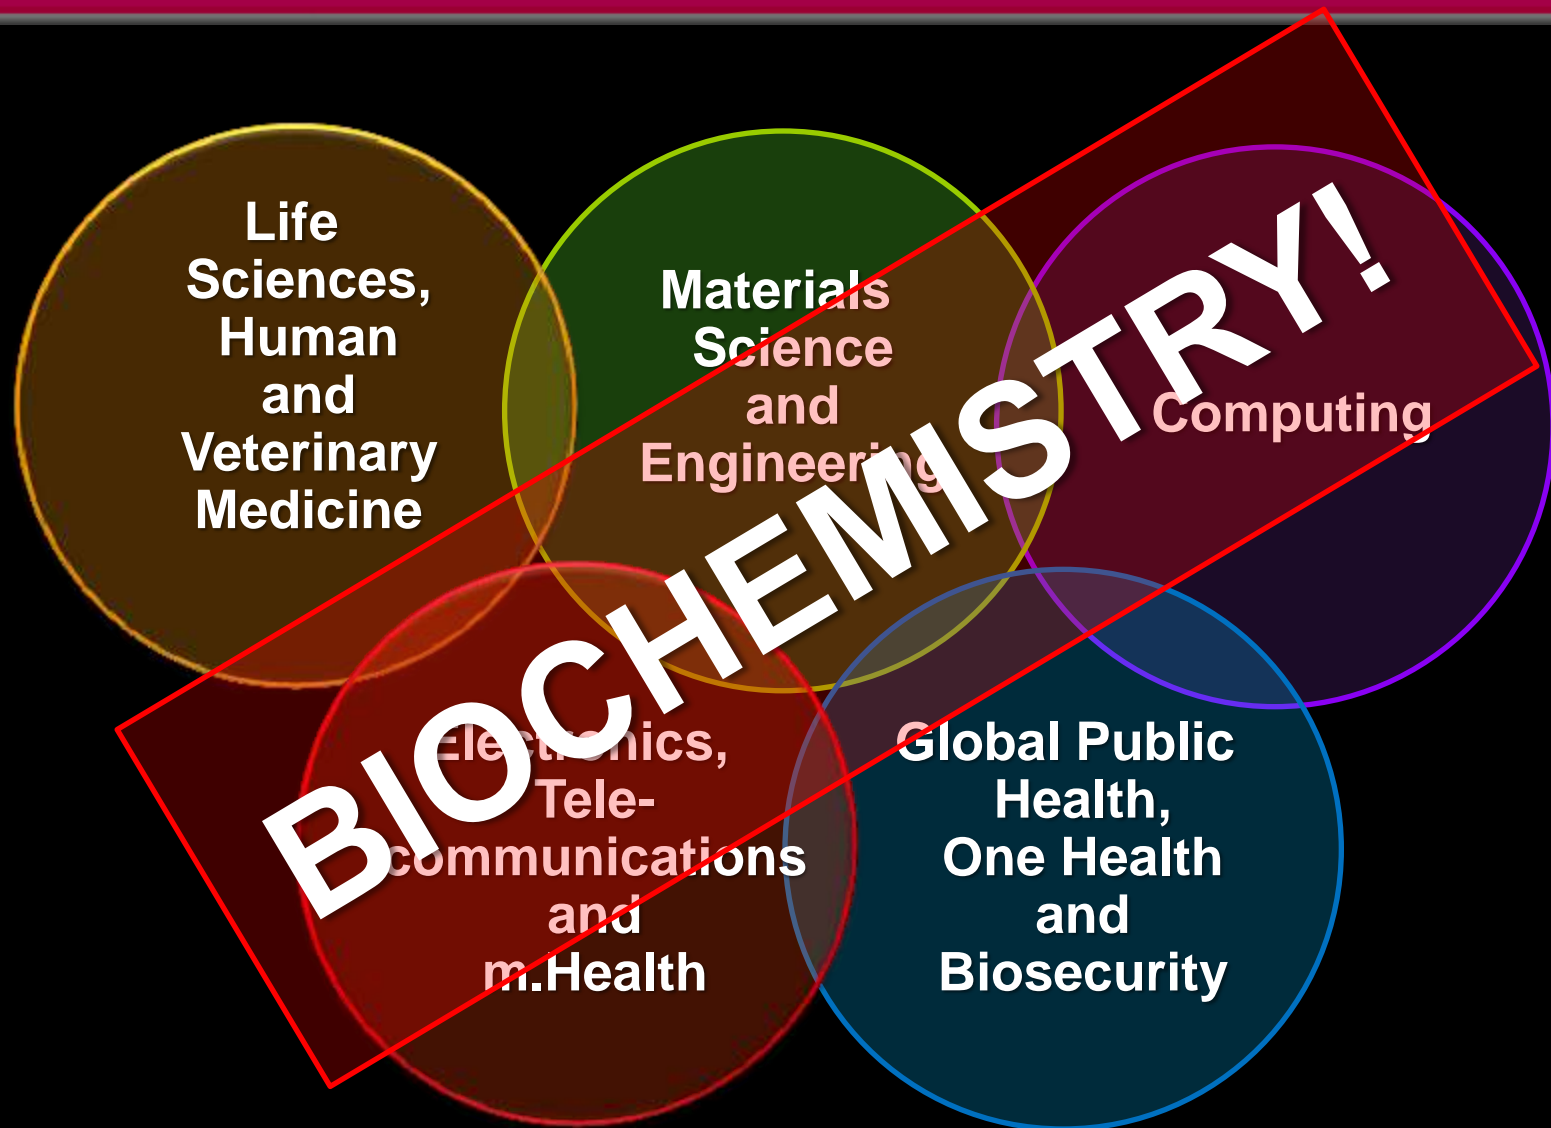 Life
Sciences,
Human
and
Veterinary
Medicine
Materials
Science
and
Engineering
Computing
BIOCHEMISTRY!
Electronics,
Tele-
communications
and
m.Health
Global Public
Health,
One Health
and
Biosecurity